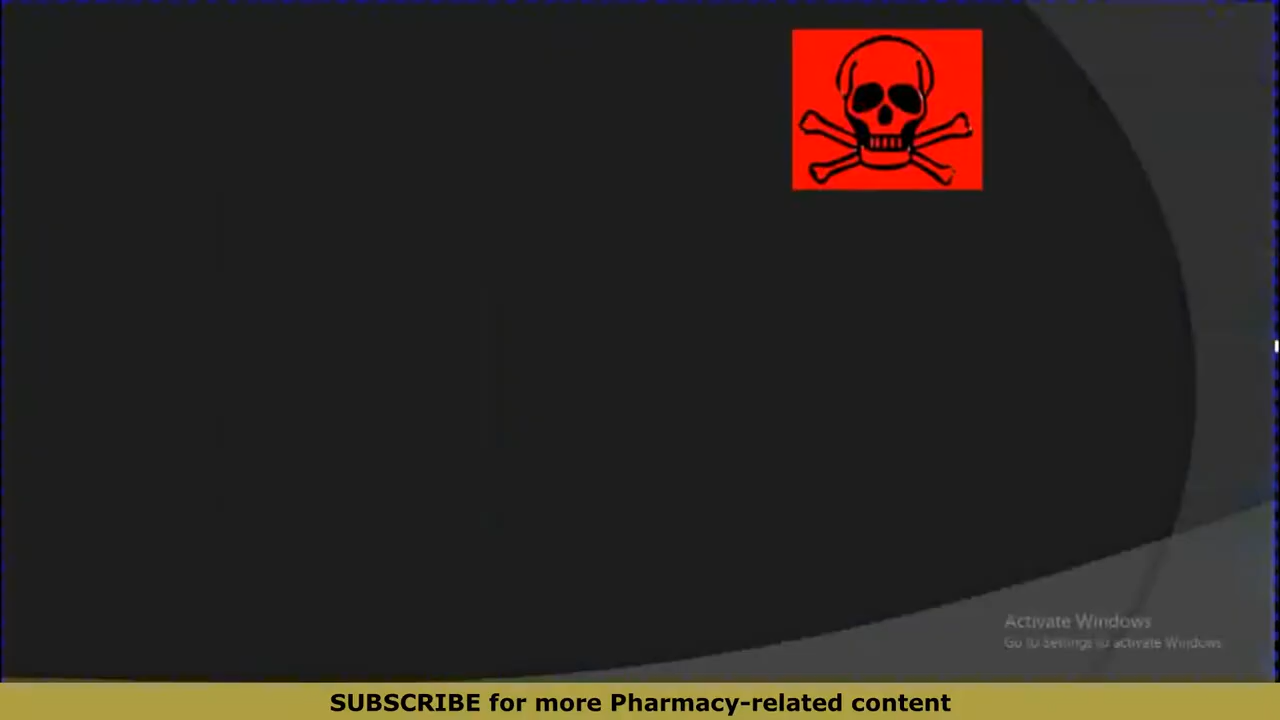 Activate Windows
Go to Settings to activate Windows.
SUBSCRIBE for more Pharmacy-related content